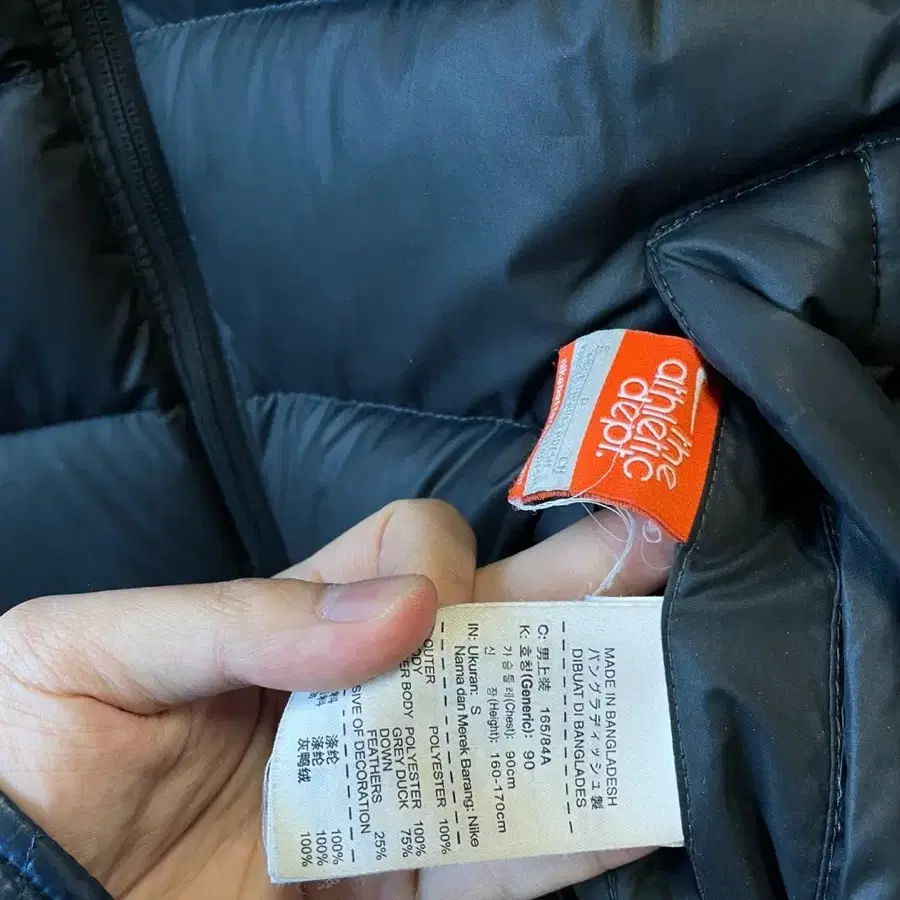 the
athletic
dept.
MADE IN BANGLADESH
バングラディッシュ製
DIBUAT DI BANGLADES
C: 男上装 165/84A
K: 호칭(Generic): 90
가슴둘레(Chest): 90cm
신 장(Height): 160-170cm
IN: Ukuran: S
Nama dan Merek Barang: Nike
OUTER POLYESTER 100%
BODY POLYESTER 100%
BODY GREY DUCK 75%
DOWN
FEATHERS 25%
OF DECORATION
涤纶 100%
涤纶 100%
灰鸭绒 100%